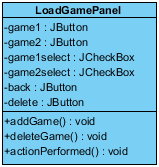 LoadGamePanel
-game1 : JButton
-game2 : JButton
-game1select : JCheckBox
-game2select : JCheckBox
-back : JButton
-delete : JButton
+addGame() : void
+deleteGame() : void
+actionPerformed() : void